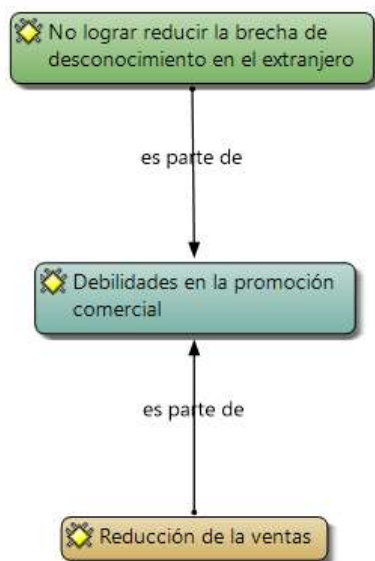 No lograr reducir la brecha de
desconocimiento en el extranjero
es parte de
Debilidades en la promoción
comercial
es parte de
Reducción de la ventas